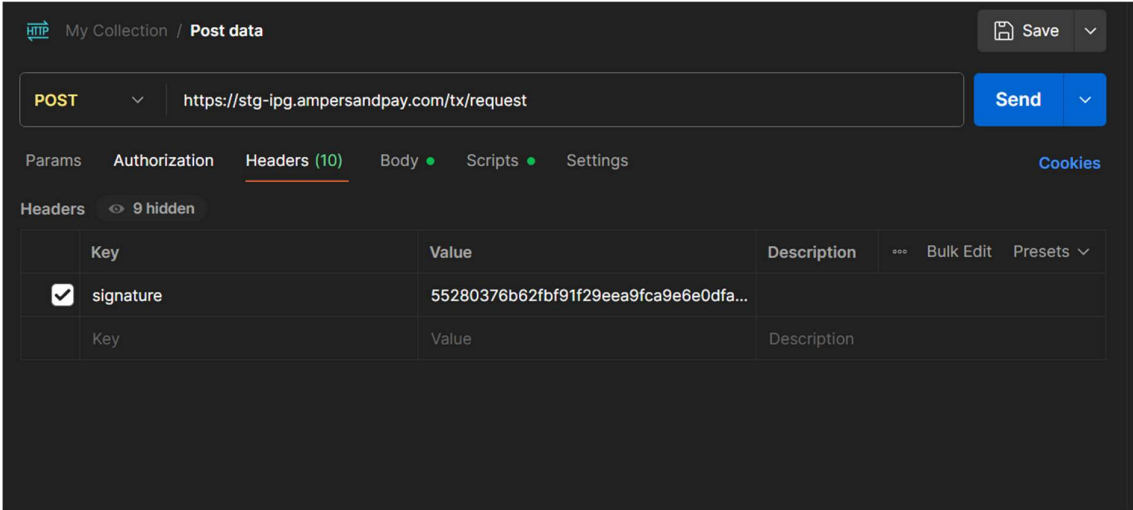 HTTP My Collection / Post data Save
POST https://stg-ipg.ampersandpay.com/tx/request Send
Params Authorization Headers (10) Body Scripts Settings Cookies
Headers 9 hidden
Key Value Description Bulk Edit Presets
signature 55280376b62fbf91f29eea9fca9e6e0dfa...
Key Value Description